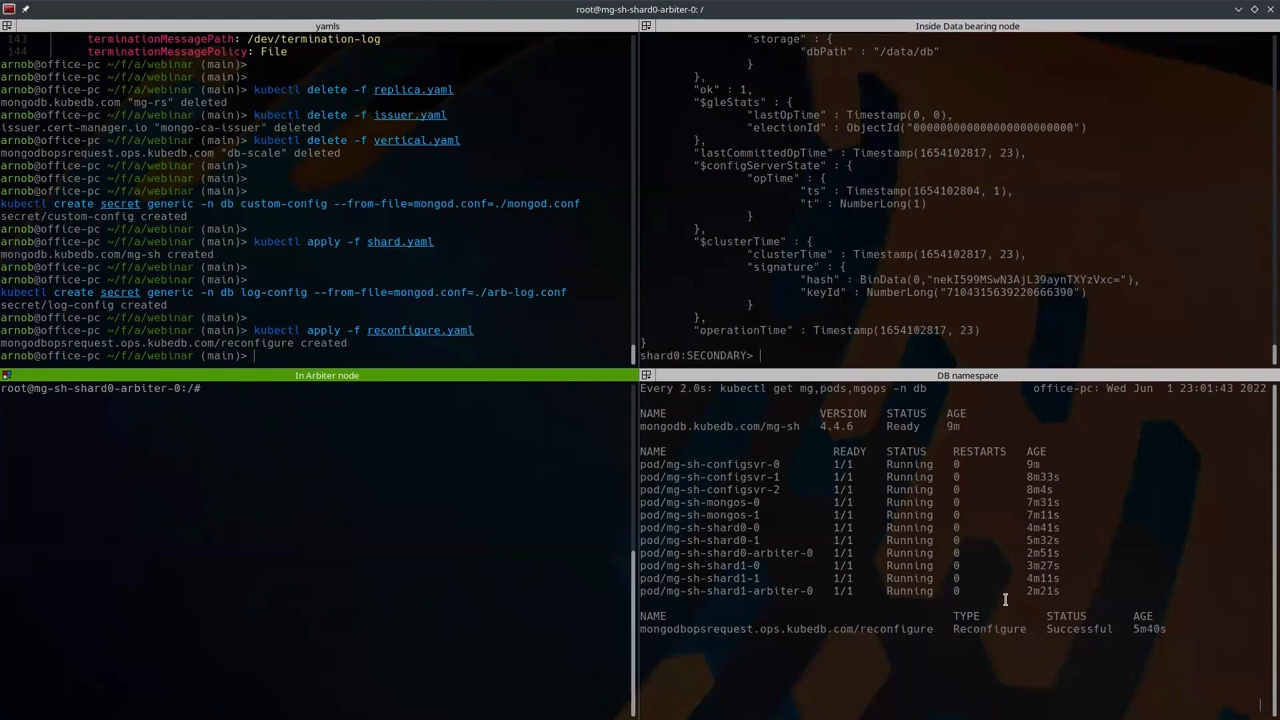 root@mg-sh-shard0-arbiter-0: /
yamls
143        terminationMessagePath: /dev/termination-log
144        terminationMessagePolicy: File
arnob@office-pc ~/f/a/webinar (main)>
arnob@office-pc ~/f/a/webinar (main)>
arnob@office-pc ~/f/a/webinar (main)> kubectl delete -f replica.yaml
mongodb.kubedb.com "mg-rs" deleted
arnob@office-pc ~/f/a/webinar (main)> kubectl delete -f issuer.yaml
issuer.cert-manager.io "mongo-ca-issuer" deleted
arnob@office-pc ~/f/a/webinar (main)> kubectl delete -f vertical.yaml
mongodbopsrequest.ops.kubedb.com "db-scale" deleted
arnob@office-pc ~/f/a/webinar (main)>
arnob@office-pc ~/f/a/webinar (main)>
arnob@office-pc ~/f/a/webinar (main)>
kubectl create secret generic -n db custom-config --from-file=mongod.conf=./mongod.conf
secret/custom-config created
arnob@office-pc ~/f/a/webinar (main)>
arnob@office-pc ~/f/a/webinar (main)> kubectl apply -f shard.yaml
mongodb.kubedb.com/mg-sh created
arnob@office-pc ~/f/a/webinar (main)>
arnob@office-pc ~/f/a/webinar (main)>
kubectl create secret generic -n db log-config --from-file=mongod.conf=./arb-log.conf
secret/log-config created
arnob@office-pc ~/f/a/webinar (main)>
arnob@office-pc ~/f/a/webinar (main)> kubectl apply -f reconfigure.yaml
mongodbopsrequest.ops.kubedb.com/reconfigure created
arnob@office-pc ~/f/a/webinar (main)>
Inside Data bearing node
"storage" : {
"dbPath" : "/data/db"
}
},
"ok" : 1,
"$gleStats" : {
"lastOpTime" : Timestamp(0, 0),
"electionId" : ObjectId("000000000000000000000000")
},
"lastCommittedOpTime" : Timestamp(1654102817, 23),
"$configServerState" : {
"opTime" : {
"ts" : Timestamp(1654102804, 1),
"t" : NumberLong(1)
}
},
"$clusterTime" : {
"clusterTime" : Timestamp(1654102817, 23),
"signature" : {
"hash" : BinData(0,"nekI599MSwN3AjL39aynTXYzVxc="),
"keyId" : NumberLong("7104315639220666390")
}
},
"operationTime" : Timestamp(1654102817, 23)
}
shard0:SECONDARY>
In Arbiter node
root@mg-sh-shard0-arbiter-0:/#
DB namespace
Every 2.0s: kubectl get mg,pods,mgops -n db    office-pc: Wed Jun  1 23:01:43 2022
NAME    VERSION    STATUS    AGE
mongodb.kubedb.com/mg-sh    4.4.6    Ready    9m
NAME    READY    STATUS    RESTARTS    AGE
pod/mg-sh-configsvr-0    1/1    Running    0    9m
pod/mg-sh-configsvr-1    1/1    Running    0    8m33s
pod/mg-sh-configsvr-2    1/1    Running    0    8m4s
pod/mg-sh-mongos-0    1/1    Running    0    7m31s
pod/mg-sh-mongos-1    1/1    Running    0    7m11s
pod/mg-sh-shard0-0    1/1    Running    0    4m41s
pod/mg-sh-shard0-1    1/1    Running    0    5m32s
pod/mg-sh-shard0-arbiter-0    1/1    Running    0    2m51s
pod/mg-sh-shard1-0    1/1    Running    0    3m27s
pod/mg-sh-shard1-1    1/1    Running    0    4m11s
pod/mg-sh-shard1-arbiter-0    1/1    Running    0    2m21s
NAME    TYPE    STATUS    AGE
mongodbopsrequest.ops.kubedb.com/reconfigure    Reconfigure    Successful    5m40s